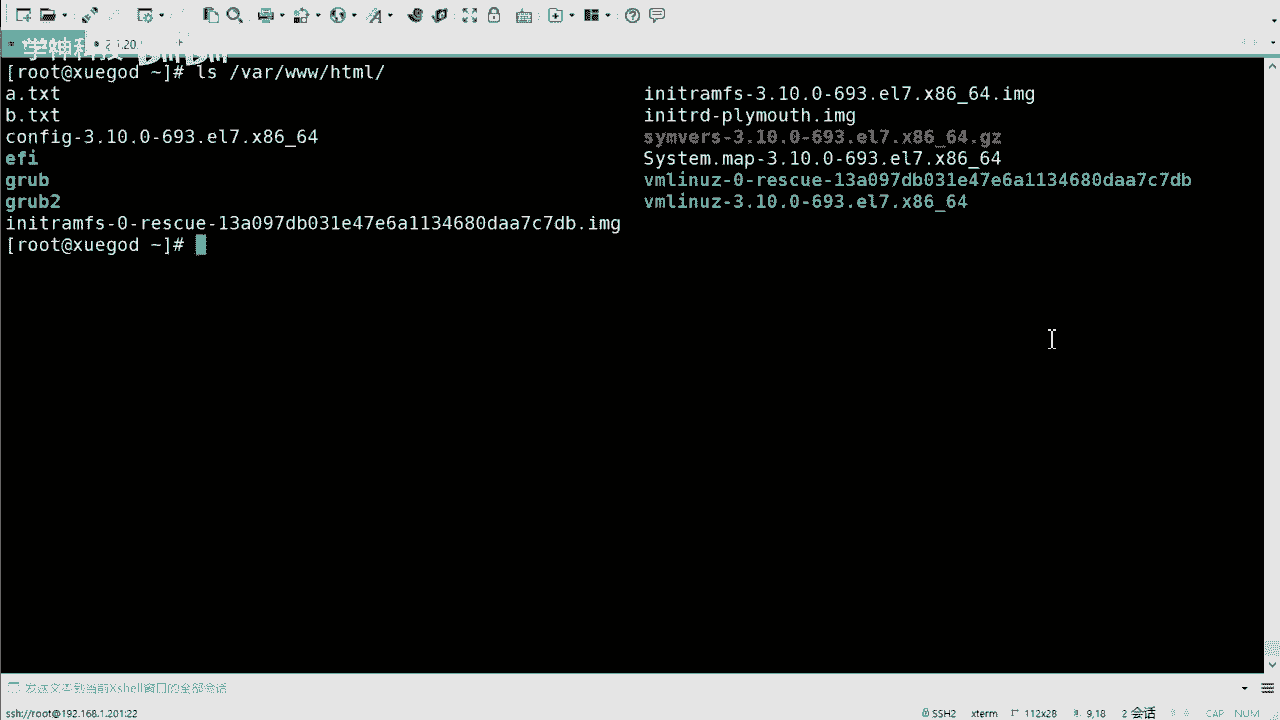 [root@xuegod ~]# ls /var/www/html/
a.txt initramfs-3.10.0-693.el7.x86_64.img
b.txt initrd-plymouth.img
config-3.10.0-693.el7.x86_64 symvers-3.10.0-693.el7.x86_64.gz
efi System.map-3.10.0-693.el7.x86_64
grub vmlinuz-0-rescue-13a097db031e47e6a1134680daa7c7db
grub2 vmlinuz-3.10.0-693.el7.x86_64
initramfs-0-rescue-13a097db031e47e6a1134680daa7c7db.img
[root@xuegod ~]#
发送文本到当前Xshell窗口的全部会话
ssh://root@192.168.1.201:22 SSH2 xterm 112x28 9,18 2 会话 CAP NUM